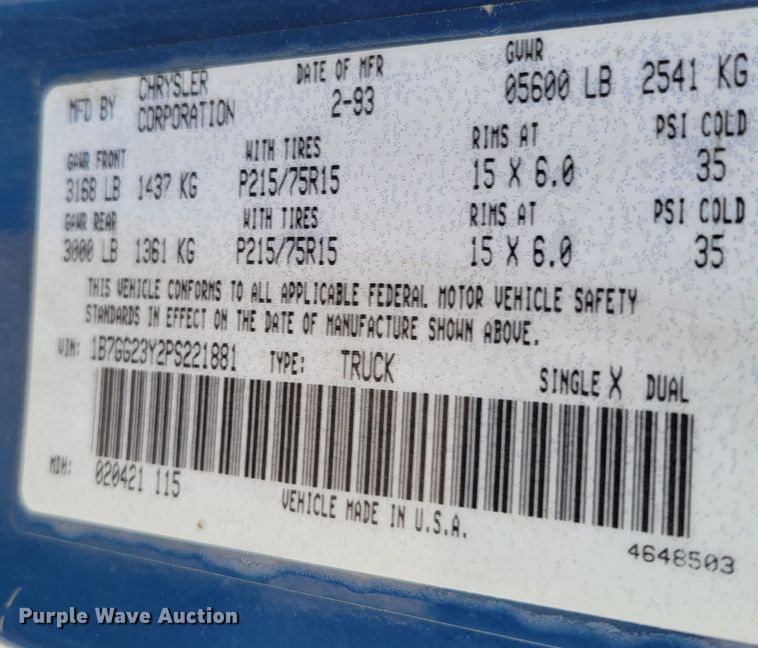 MFD BY CHRYSLER CORPORATION DATE OF MFR 2-93 GVWR 05600 LB 2541 KG
GAWR FRONT WITH TIRES RIMS AT PSI COLD
3168 LB 1437 KG P215/75R15 15 X 6.0 35
GAWR REAR WITH TIRES RIMS AT PSI COLD
3000 LB 1361 KG P215/75R15 15 X 6.0 35
THIS VEHICLE CONFORMS TO ALL APPLICABLE FEDERAL MOTOR VEHICLE SAFETY
STANDARDS IN EFFECT ON THE DATE OF MANUFACTURE SHOWN ABOVE.
VIN: 1B7GG23Y2PS221881 TYPE: TRUCK SINGLE X DUAL
MDH: 020421 115
VEHICLE MADE IN U.S.A.
4648503
Purple Wave Auction